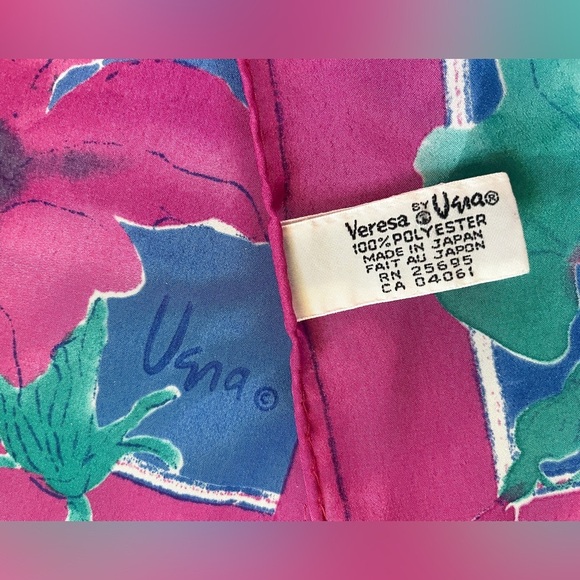 Veresa BY Vera®
100% POLYESTER
MADE IN JAPAN
FAIT AU JAPON
RN 25695
CA 04061
Vera ©